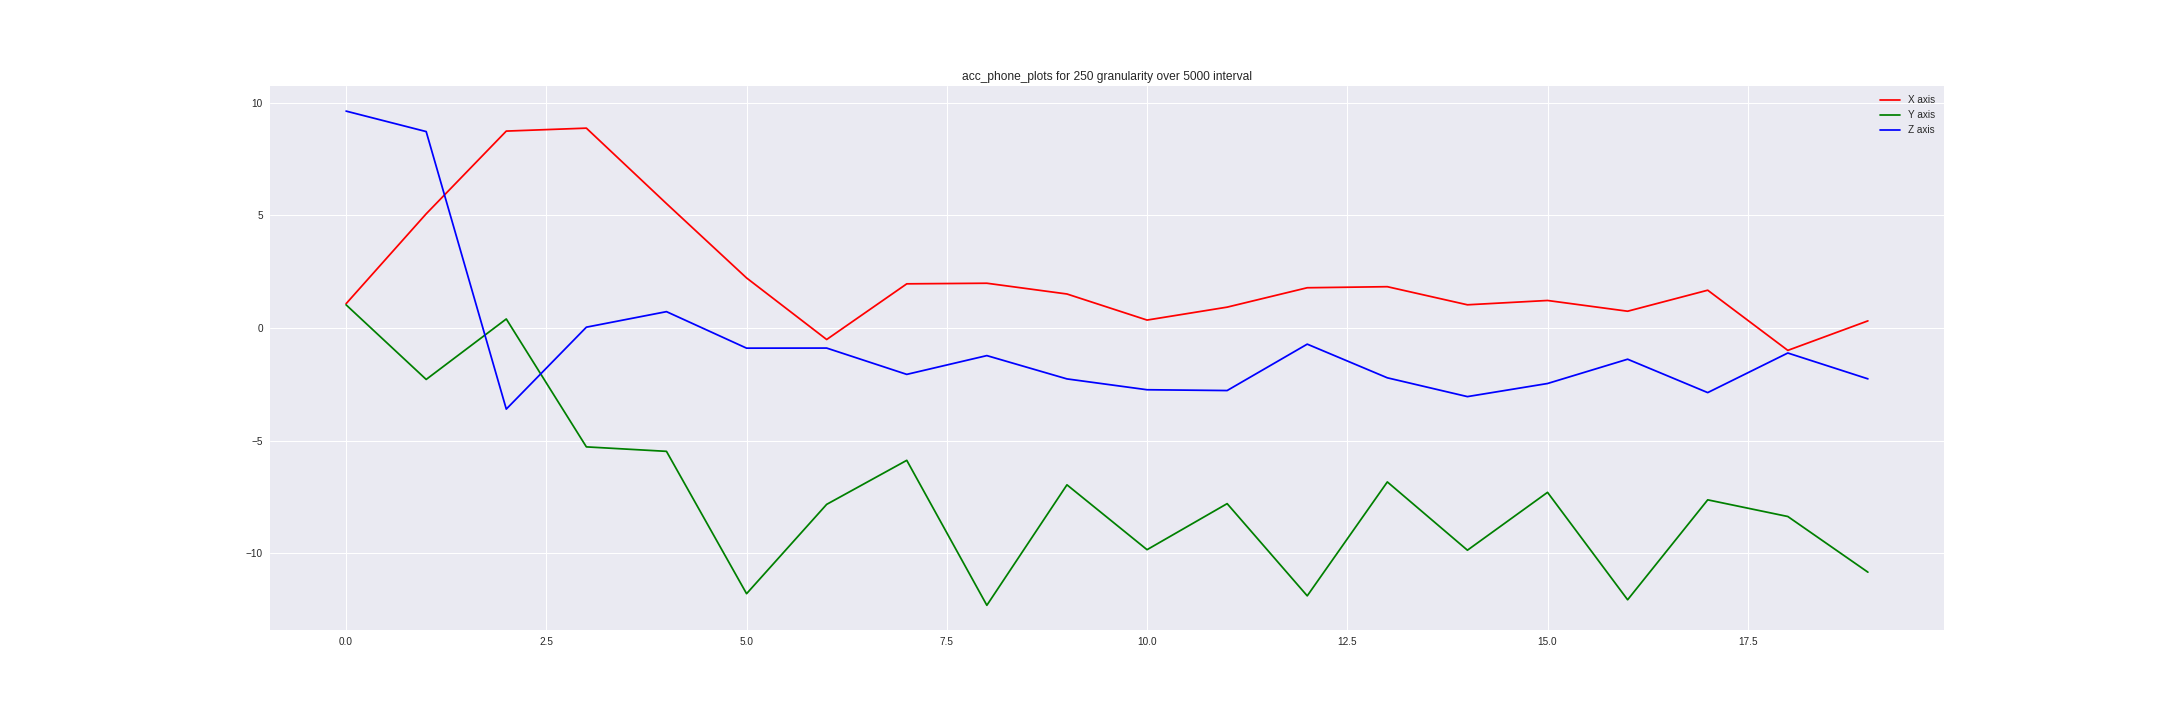 acc_phone_plots for 250 granularity over 5000 interval
X axis
Y axis
Z axis
10
5
0
−5
−10
0.0 2.5 5.0 7.5 10.0 12.5 15.0 17.5